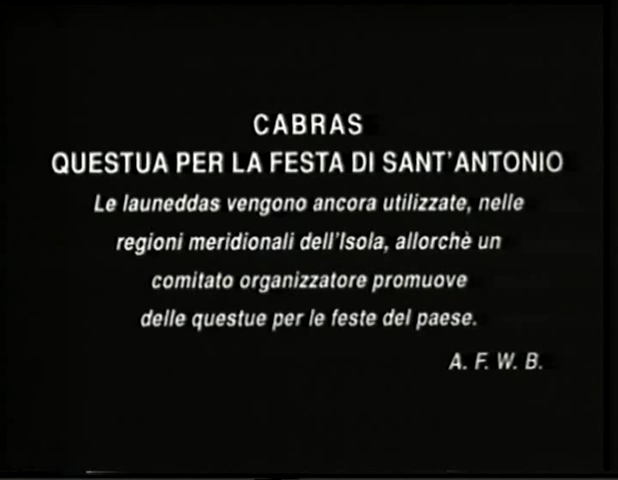 CABRAS
QUESTUA PER LA FESTA DI SANT'ANTONIO
Le launeddas vengono ancora utilizzate, nelle
regioni meridionali dell'Isola, allorchè un
comitato organizzatore promuove
delle questue per le feste del paese.
A. F. W. B.